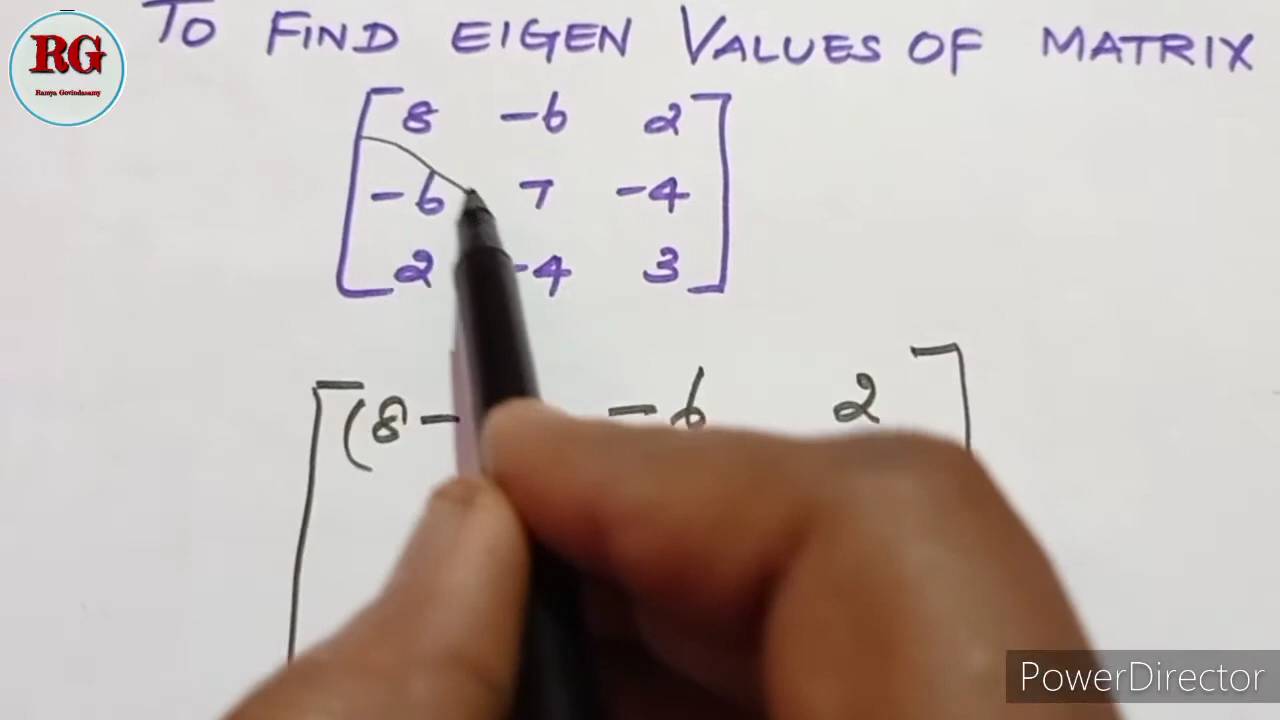 RG
Ramya Govindasamy
TO FIND EIGEN VALUES OF MATRIX
8 -6 2
-6 7 -4
2 -4 3
(8- -6 2
PowerDirector